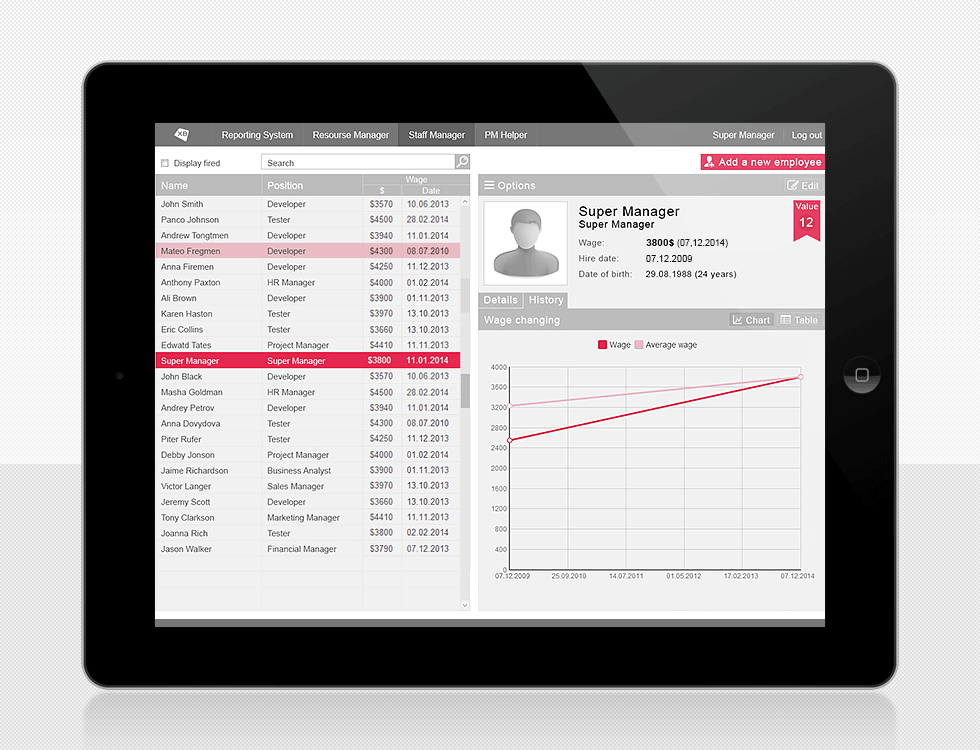 XB Reporting System Resourse Manager Staff Manager PM Helper Super Manager Log out
Display fired Search Add a new employee
Name Position Wage
$ Date
John Smith Developer $3570 10.06.2013
Panco Johnson Tester $4500 28.02.2014
Andrew Tongtmen Developer $3940 11.01.2014
Mateo Fregmen Developer $4300 08.07.2010
Anna Firemen Developer $4250 11.12.2013
Anthony Paxton HR Manager $4000 01.02.2014
Ali Brown Developer $3900 01.11.2013
Karen Haston Tester $3970 13.10.2013
Eric Collins Tester $3660 13.10.2013
Edwatd Tates Project Manager $4410 11.11.2013
Super Manager Super Manager $3800 11.01.2014
John Black Developer $3570 10.06.2013
Masha Goldman HR Manager $4500 28.02.2014
Andrey Petrov Developer $3940 11.01.2014
Anna Dovydova Tester $4300 08.07.2010
Piter Rufer Tester $4250 11.12.2013
Debby Jonson Project Manager $4000 01.02.2014
Jaime Richardson Business Analyst $3900 01.11.2013
Victor Langer Sales Manager $3970 13.10.2013
Jeremy Scott Developer $3660 13.10.2013
Tony Clarkson Marketing Manager $4410 11.11.2013
Joanna Rich Tester $3800 02.02.2014
Jason Walker Financial Manager $3790 07.12.2013
Options Edit
Super Manager
Super Manager
Value
12
Wage: 3800$ (07.12.2014)
Hire date: 07.12.2009
Date of birth: 29.08.1988 (24 years)
Details History
Wage changing Chart Table
Wage Average wage
4000
3600
3200
2800
2400
2000
1600
1200
800
400
0
07.12.2009 25.09.2010 14.07.2011 01.05.2012 17.02.2013 07.12.2014